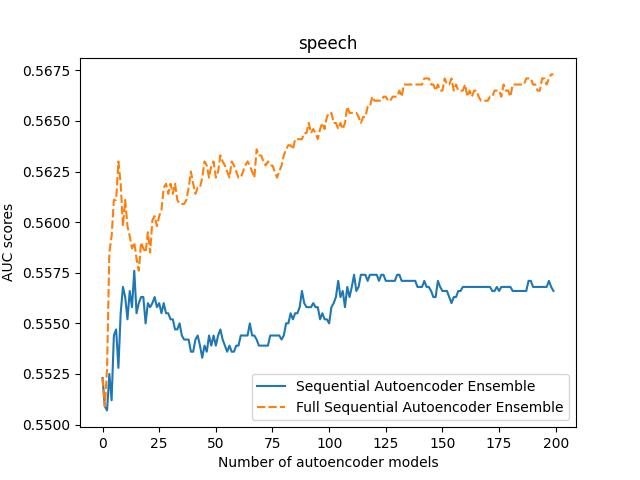 speech
0.5675
0.5650
0.5625
0.5600
0.5575
0.5550
0.5525
0.5500
AUC scores
Sequential Autoencoder Ensemble
Full Sequential Autoencoder Ensemble
0 25 50 75 100 125 150 175 200
Number of autoencoder models